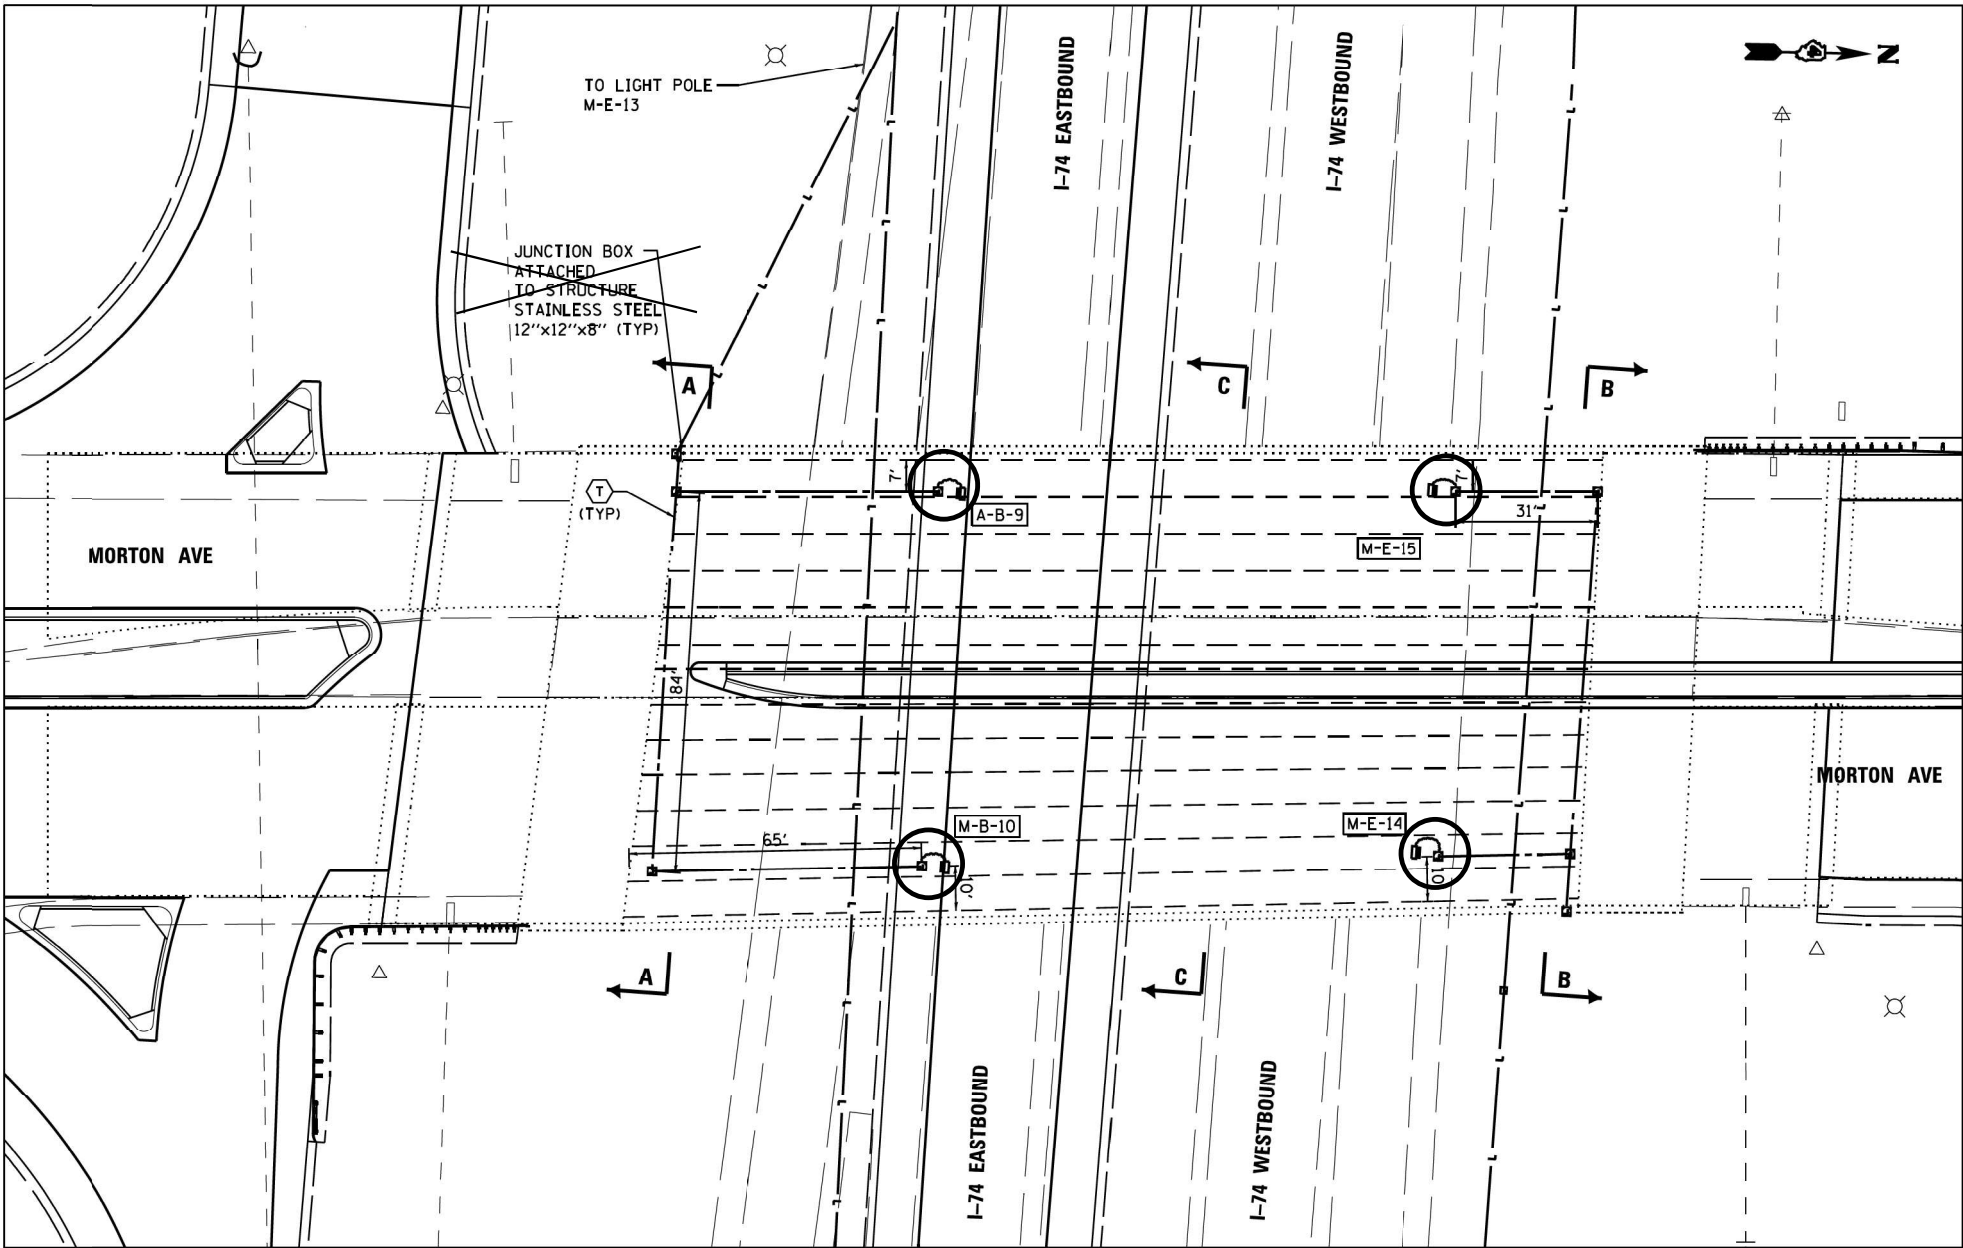 I-74 EASTBOUND
I-74 WESTBOUND
N
TO LIGHT POLE
M-E-13
JUNCTION BOX
ATTACHED
TO STRUCTURE
STAINLESS STEEL
12''x12''x8'' (TYP)
A
C
B
7'
7'
T
(TYP)
A-B-9
31'
M-E-15
MORTON AVE
84'
MORTON AVE
M-B-10
M-E-14
65'
10'
10'
A
C
B
I-74 EASTBOUND
I-74 WESTBOUND